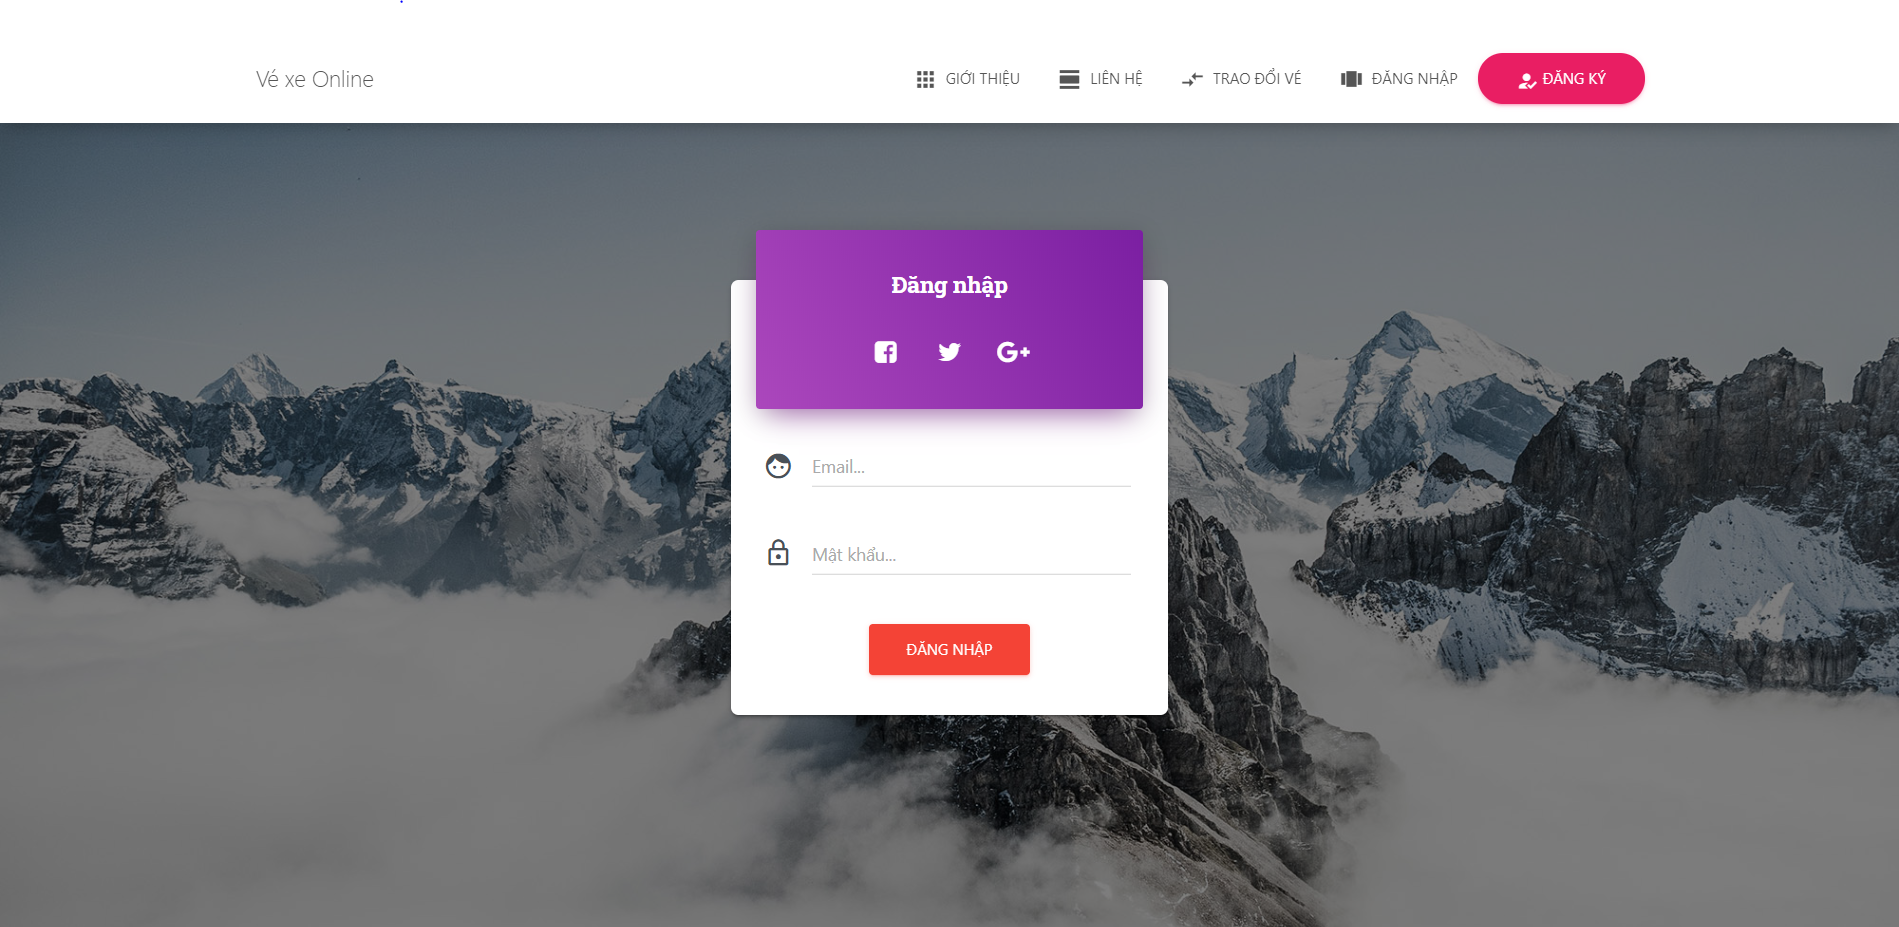 Vé xe Online
GIỚI THIỆU
LIÊN HỆ
TRAO ĐỔI VÉ
ĐĂNG NHẬP
ĐĂNG KÝ
Đăng nhập
Email...
Mật khẩu...
ĐĂNG NHẬP